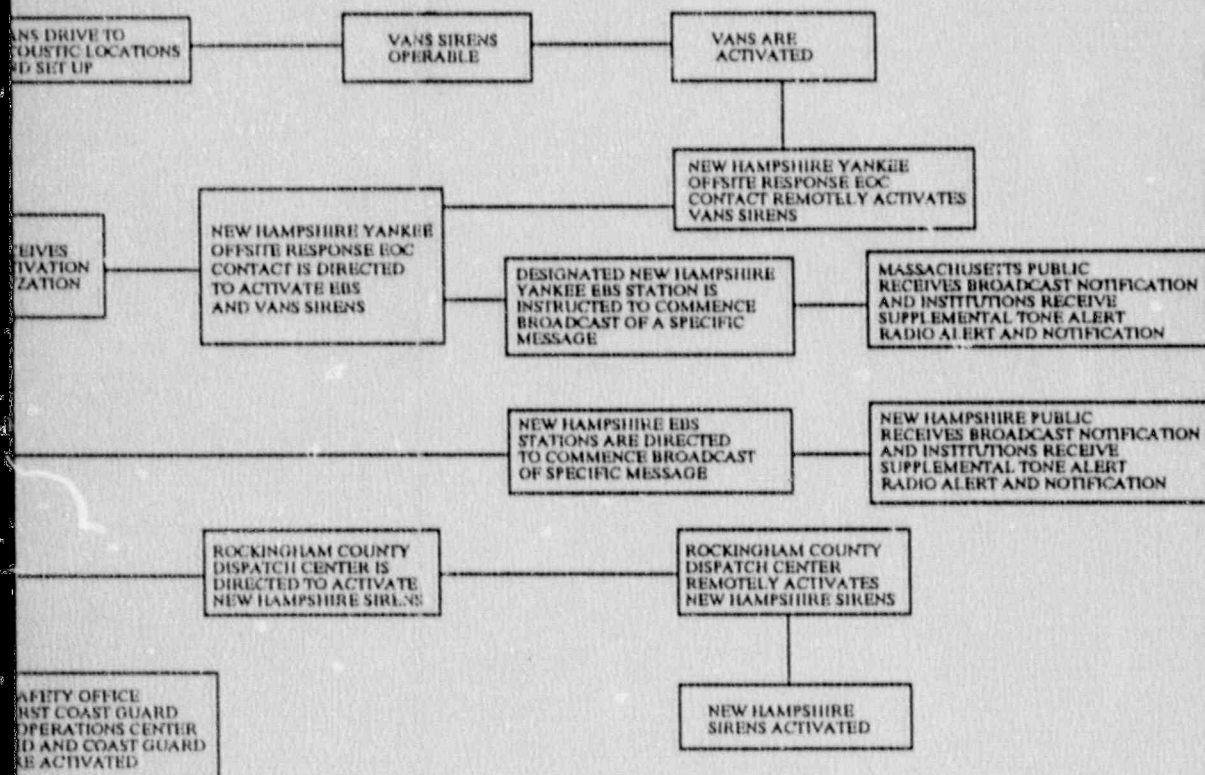 ANS DRIVE TO
COUSTIC LOCATIONS
ND SET UP
VANS SIRENS
OPERABLE
VANS ARE
ACTIVATED
NEW HAMPSHIRE YANKEE
OFFSITE RESPONSE EOC
CONTACT REMOTELY ACTIVATES
VANS SIRENS
CEIVES
TIVATION
IZATION
NEW HAMPSHIRE YANKEE
OFFSITE RESPONSE EOC
CONTACT IS DIRECTED
TO ACTIVATE EBS
AND VANS SIRENS
DESIGNATED NEW HAMPSHIRE
YANKEE EBS STATION IS
INSTRUCTED TO COMMENCE
BROADCAST OF A SPECIFIC
MESSAGE
MASSACHUSETTS PUBLIC
RECEIVES BROADCAST NOTIFICATION
AND INSTITUTIONS RECEIVE
SUPPLEMENTAL TONE ALERT
RADIO ALERT AND NOTIFICATION
NEW HAMPSHIRE EBS
STATIONS ARE DIRECTED
TO COMMENCE BROADCAST
OF SPECIFIC MESSAGE
NEW HAMPSHIRE PUBLIC
RECEIVES BROADCAST NOTIFICATION
AND INSTITUTIONS RECEIVE
SUPPLEMENTAL TONE ALERT
RADIO ALERT AND NOTIFICATION
ROCKINGHAM COUNTY
DISPATCH CENTER IS
DIRECTED TO ACTIVATE
NEW HAMPSHIRE SIRENS
ROCKINGHAM COUNTY
DISPATCH CENTER
REMOTELY ACTIVATES
NEW HAMPSHIRE SIRENS
NEW HAMPSHIRE
SIRENS ACTIVATED
AFETY OFFICE
RST COAST GUARD
OPERATIONS CENTER
D AND COAST GUARD
RE ACTIVATED